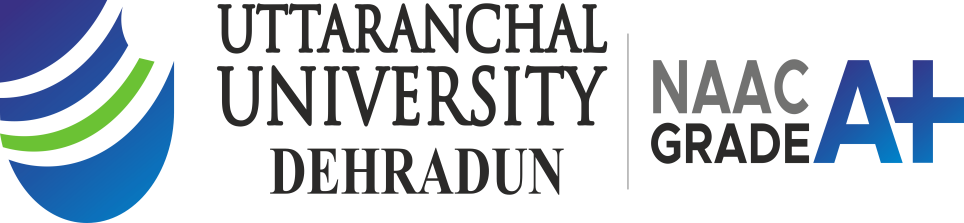 UTTARANCHAL
UNIVERSITY
DEHRADUN
NAAC
GRADE A+